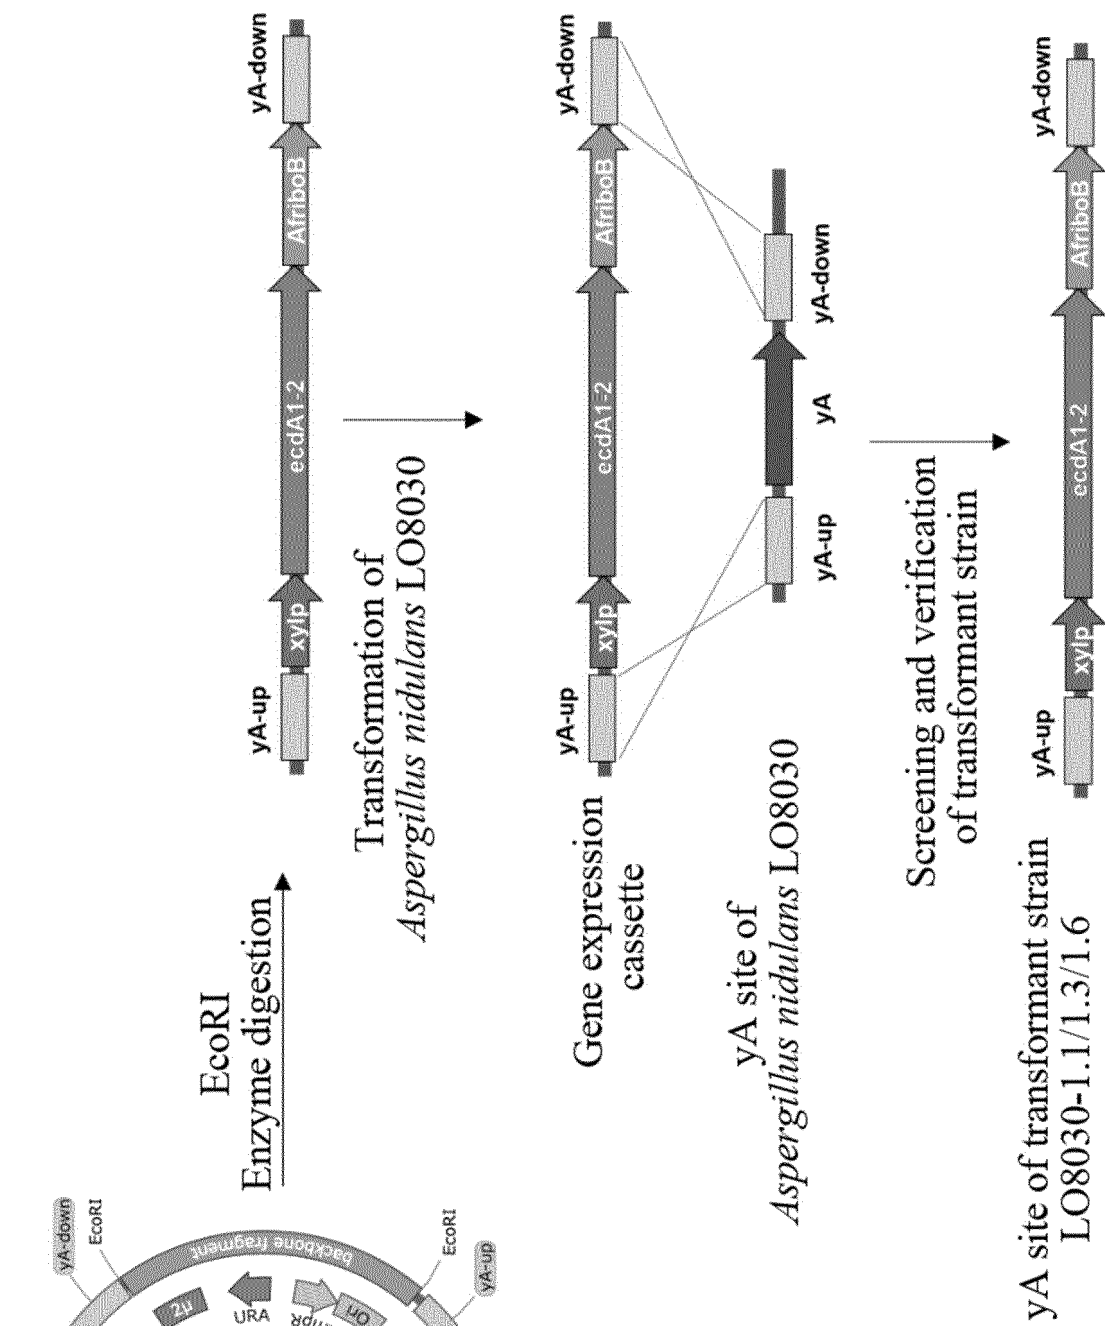 yA-down
EcoRI
backbone fragment
2μ
URA
Ori
EcoRI
yA-up
EcoRI
Enzyme digestion
yA-up
xylp
ecdA1-2
AfriboB
yA-down
Transformation of
Aspergillus nidulans LO8030
Gene expression
cassette
yA-up
xylp
ecdA1-2
AfriboB
yA-down
yA site of
Aspergillus nidulans LO8030
yA-up
yA
yA-down
Screening and verification
of transformant strain
yA site of transformant strain
LO8030-1.1/1.3/1.6
yA-up
xylp
ecdA1-2
AfriboB
yA-down